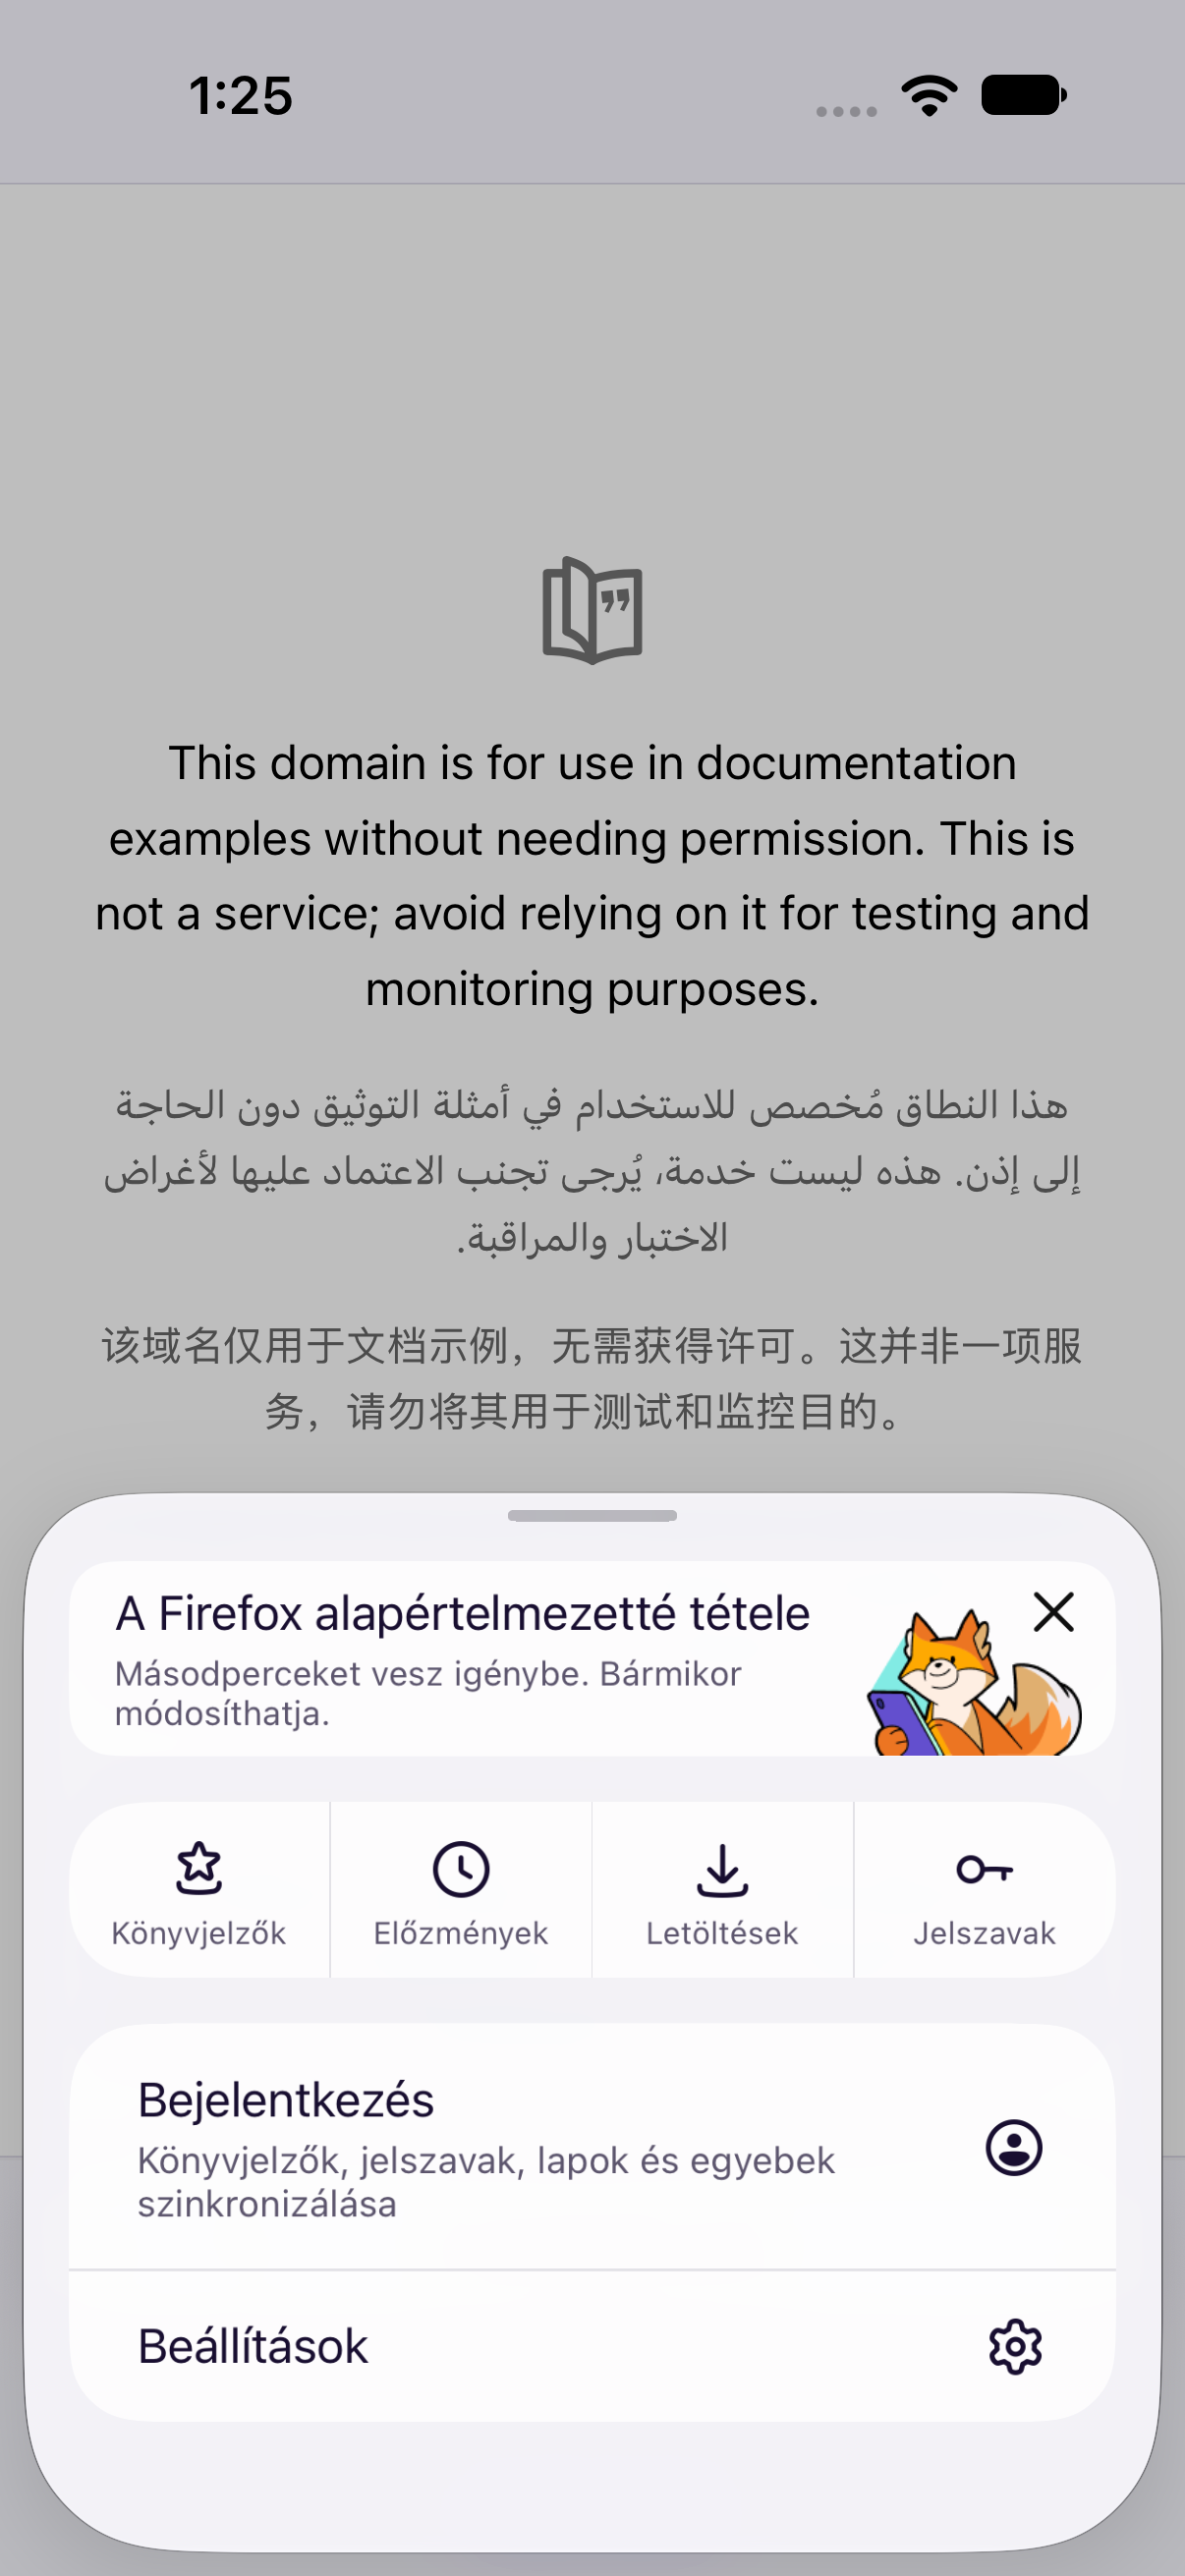 1:25
This domain is for use in documentation
examples without needing permission. This is
not a service; avoid relying on it for testing and
monitoring purposes.
هذا النطاق مُخصص للاستخدام في أمثلة التوثيق دون الحاجة
إلى إذن. هذه ليست خدمة، يُرجى تجنب الاعتماد عليها لأغراض
الاختبار والمراقبة.
该域名仅用于文档示例，无需获得许可。这并非一项服
务，请勿将其用于测试和监控目的。
A Firefox alapértelmezetté tétele
Másodperceket vesz igénybe. Bármikor
módosíthatja.
Könyvjelzők
Előzmények
Letöltések
Jelszavak
Bejelentkezés
Könyvjelzők, jelszavak, lapok és egyebek
szinkronizálása
Beállítások